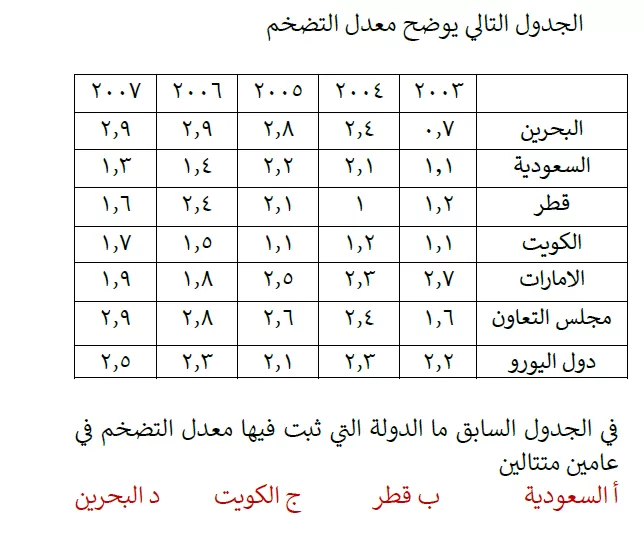 الجدول التالي يوضح معدل التضخم
٢٠٠٣ ٢٠٠٤ ٢٠٠٥ ٢٠٠٦ ٢٠٠٧
البحرين ٠,٧ ٢,٤ ٢,٨ ٢,٩ ٢,٩
السعودية ١,١ ٢,١ ٢,٢ ١,٤ ١,٣
قطر ١,٢ ١ ٢,١ ٢,٤ ١,٦
الكويت ١,١ ١,٢ ١,١ ١,٥ ١,٧
الامارات ٢,٧ ٢,٣ ٢,٥ ١,٨ ١,٩
مجلس التعاون ١,٦ ٢,٤ ٢,٦ ٢,٨ ٢,٩
دول اليورو ٢,٢ ٢,٣ ٢,١ ٢,٣ ٢,٥
في الجدول السابق ما الدولة التي ثبت فيها معدل التضخم في
عامين متتالين
أ السعودية ب قطر ج الكويت د البحرين